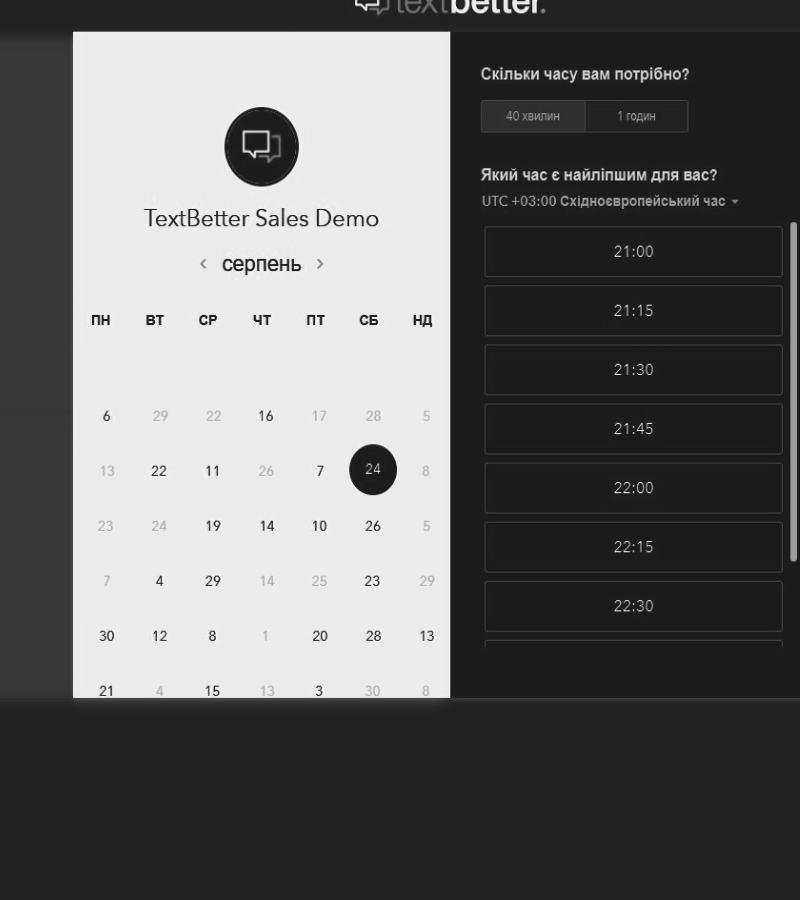 textbetter.
TextBetter Sales Demo
серпень
ПН ВТ СР ЧТ ПТ СБ НД
6 29 22 16 17 28 5
13 22 11 26 7 24 8
23 24 19 14 10 26 5
7 4 29 14 25 23 29
30 12 8 1 20 28 13
21 4 15 13 3 30 8
Скільки часу вам потрібно?
40 хвилин 1 годин
Який час є найліпшим для вас?
UTC +03:00 Східноєвропейський час
21:00
21:15
21:30
21:45
22:00
22:15
22:30